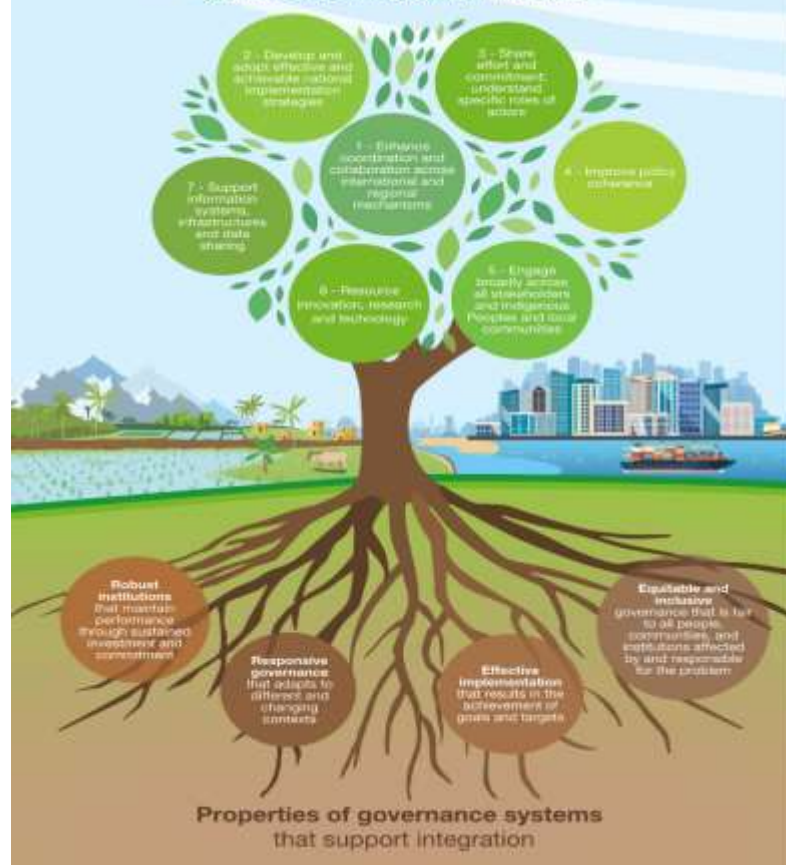 2 - Develop and
adopt effective and
achievable national
implementation
strategies
3 - Share
effort and
commitment;
understand
specific roles of
actors
1 - Enhance
coordination and
collaboration across
international and
regional
mechanisms
4 - Improve policy
coherence
7 - Support
information
systems,
infrastructures
and data
sharing
6 - Resource
innovation, research
and technology
5 - Engage
broadly across
all stakeholders
and Indigenous
Peoples and local
communities
Robust
institutions
that maintain
performance
through sustained
investment and
commitment
Responsive
governance
that adapts to
different and
changing
contexts
Effective
implementation
that results in the
achievement of
goals and targets
Equitable and
inclusive
governance that is fair
to all people,
communities, and
institutions affected
by and responsible
for the problem
Properties of governance systems
that support integration